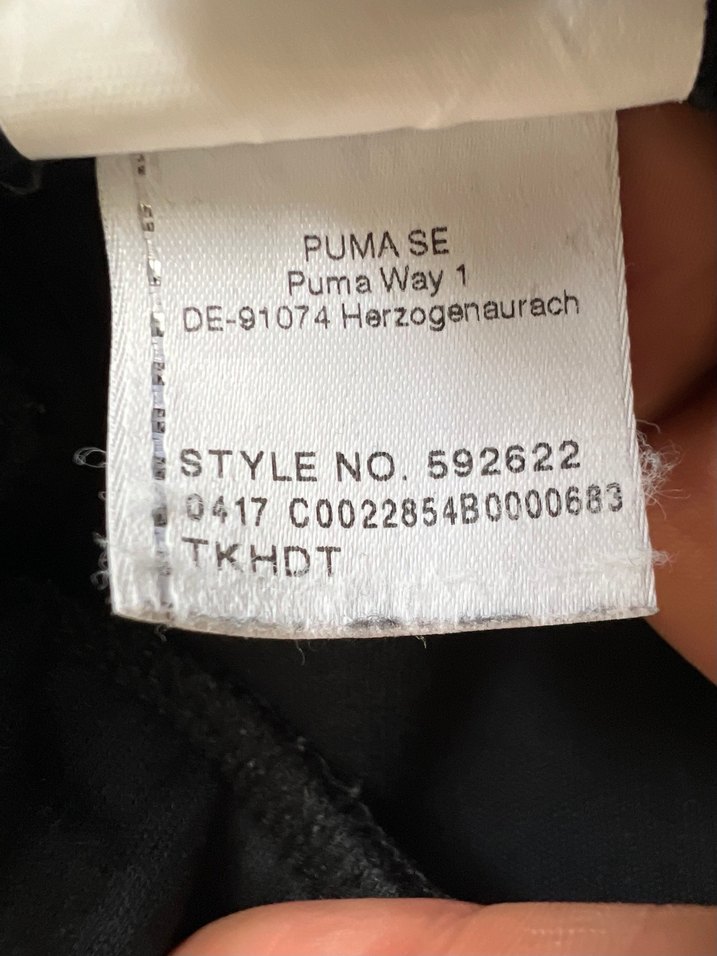 PUMA SE
Puma Way 1
DE-91074 Herzogenaurach
STYLE NO. 592622
0417 C0022854B0000683
TKHDT